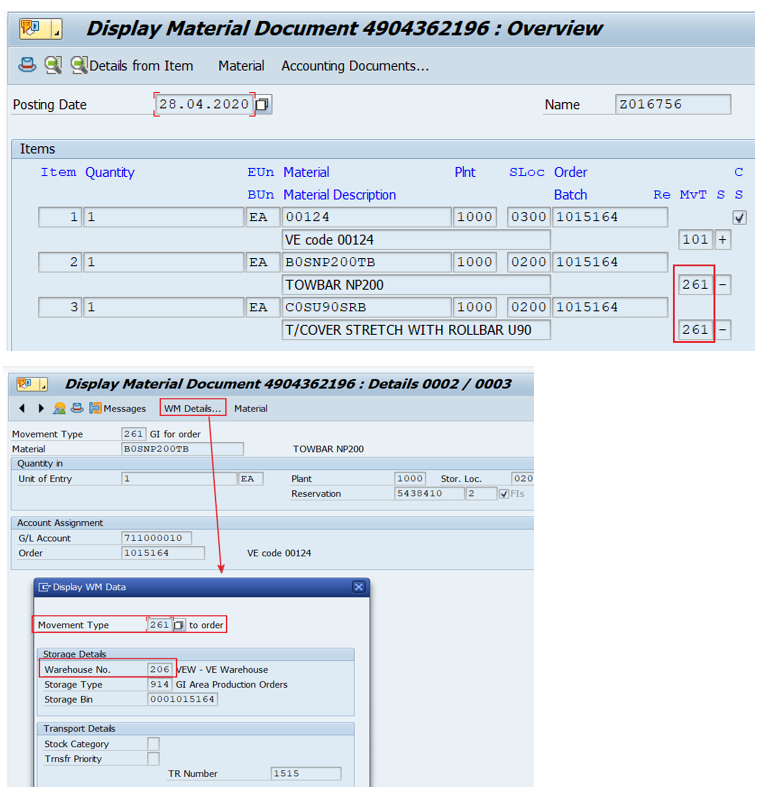 Display Material Document 4904362196 : Overview
Details from Item Material Accounting Documents...
Posting Date 28.04.2020 Name Z016756
Items
Item Quantity EUn Material Plnt SLoc Order C
BUn Material Description Batch Re MvT S S
1 1 EA 00124 1000 0300 1015164
VE code 00124 101 +
2 1 EA B0SNP200TB 1000 0200 1015164
TOWBAR NP200 261 -
3 1 EA C0SU90SRB 1000 0200 1015164
T/COVER STRETCH WITH ROLLBAR U90 261 -
Display Material Document 4904362196 : Details 0002 / 0003
Messages WM Details... Material
Movement Type 261 GI for order
Material B0SNP200TB TOWBAR NP200
Quantity in
Unit of Entry 1 EA Plant 1000 Stor. Loc. 020
Reservation 5438410 2 FIs
Account Assignment
G/L Account 711000010
Order 1015164 VE code 00124
Display WM Data
Movement Type 261 to order
Storage Details
Warehouse No. 206 VEW - VE Warehouse
Storage Type 914 GI Area Production Orders
Storage Bin 0001015164
Transport Details
Stock Category
Trnsfr Priority
TR Number 1515